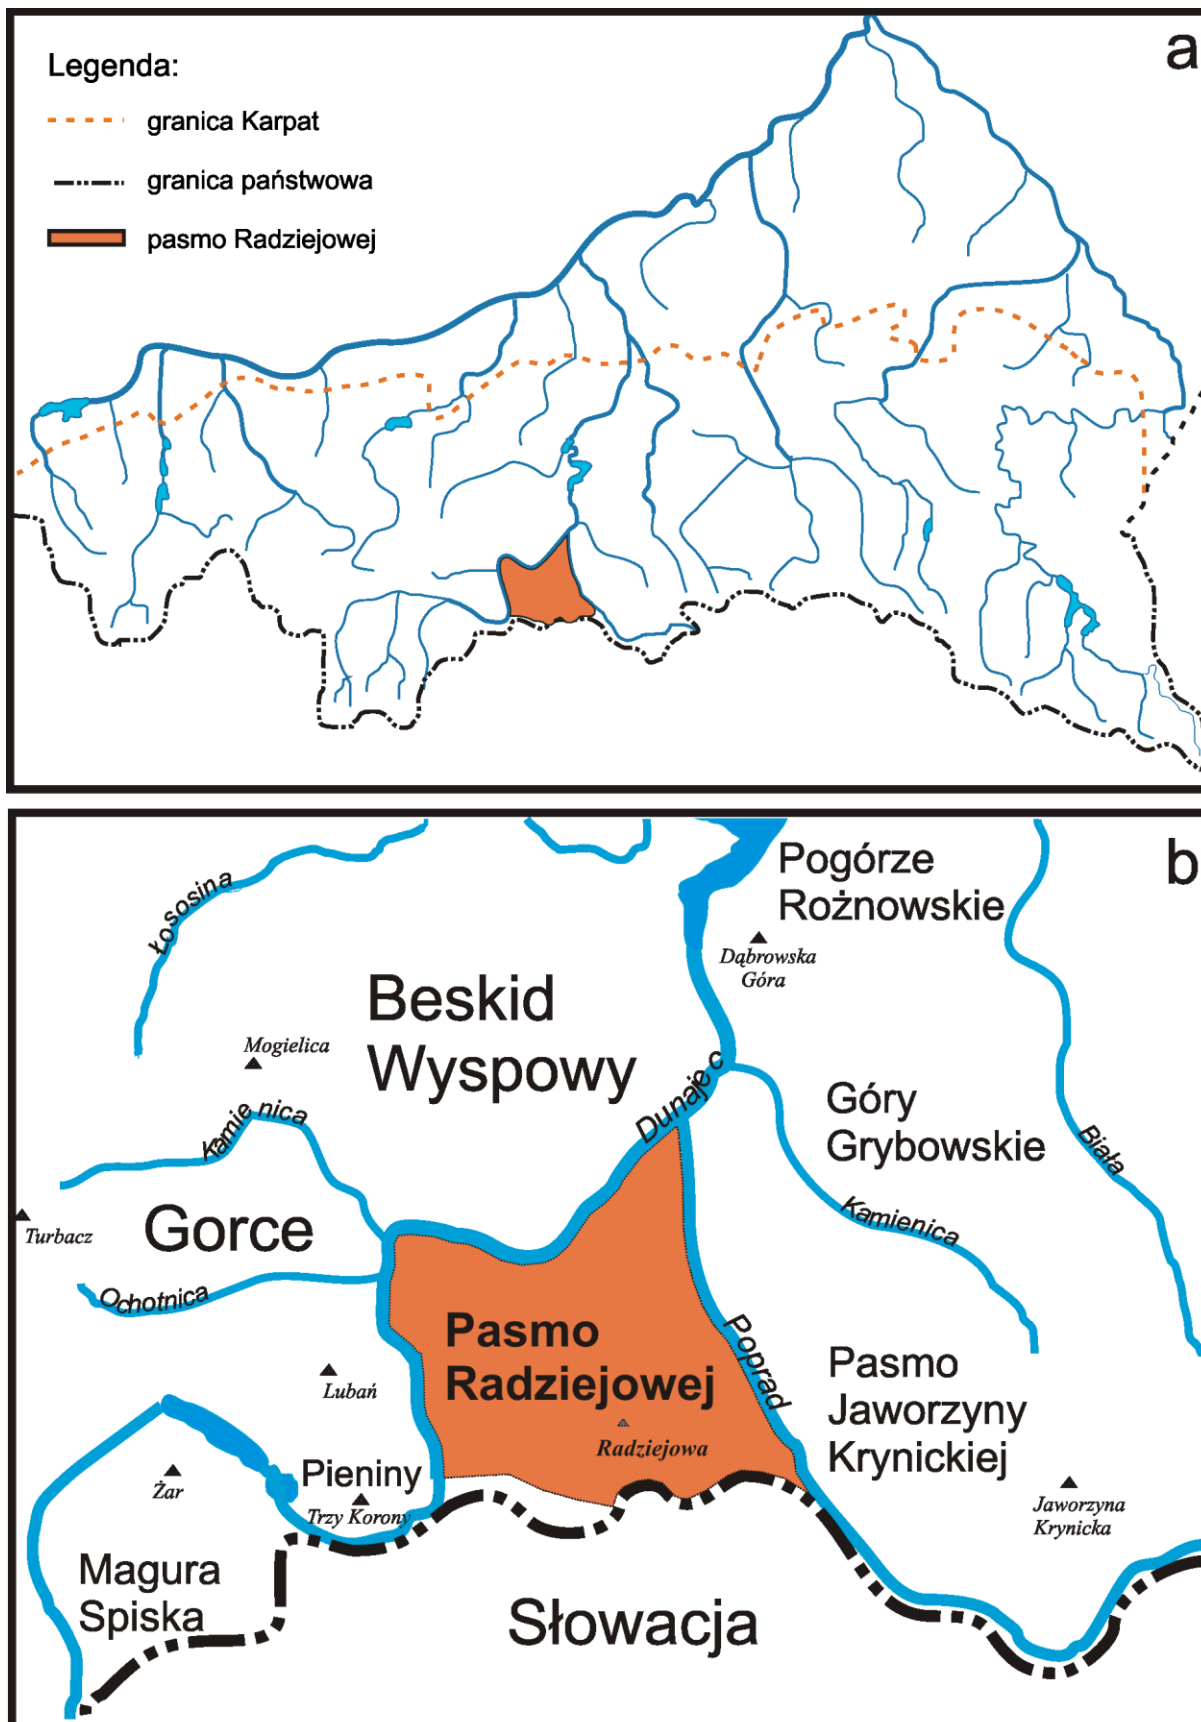 a
Legenda:
granica Karpat
granica państwowa
pasmo Radziejowej
b
Pogórze
Rożnowskie
Łososina
Dąbrowska
Góra
Beskid
Wyspowy
Mogielica
Dunajec
Góry
Grybowskie
Kamienica
Biała
Turbacz
Gorce
Kamienica
Ochotnica
Pasmo
Radziejowej
Poprad
Pasmo
Jaworzyny
Krynickiej
Lubań
Radziejowa
Pieniny
Żar
Trzy Korony
Jaworzyna
Krynicka
Magura
Spiska
Słowacja